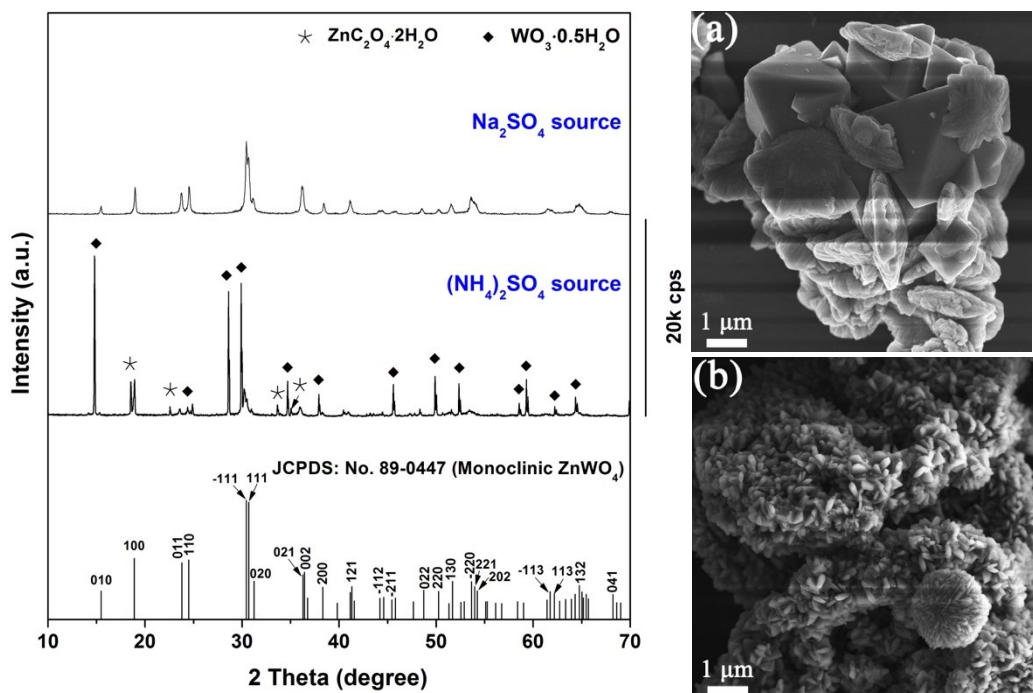 ZnC₂O₄·2H₂O ◆ WO₃·0.5H₂O
Na₂SO₄ source
(NH₄)₂SO₄ source
Intensity (a.u.)
20k cps
JCPDS: No. 89-0447 (Monoclinic ZnWO₄)
-111 111
010
100
011
110
020
021
002
200
121
-112
-211
022
220
130
-220
221
202
-113
113
132
041
10 20 30 40 50 60 70
2 Theta (degree)
(a)
1 µm
(b)
1 µm